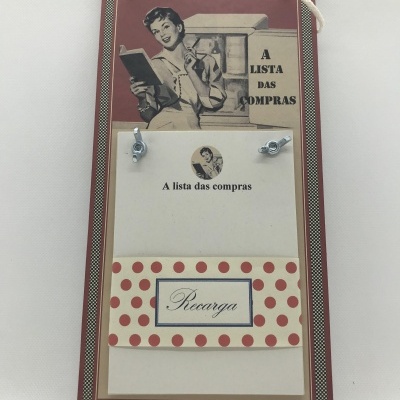 A
LISTA
DAS
COMPRAS
A lista das compras
Recarga